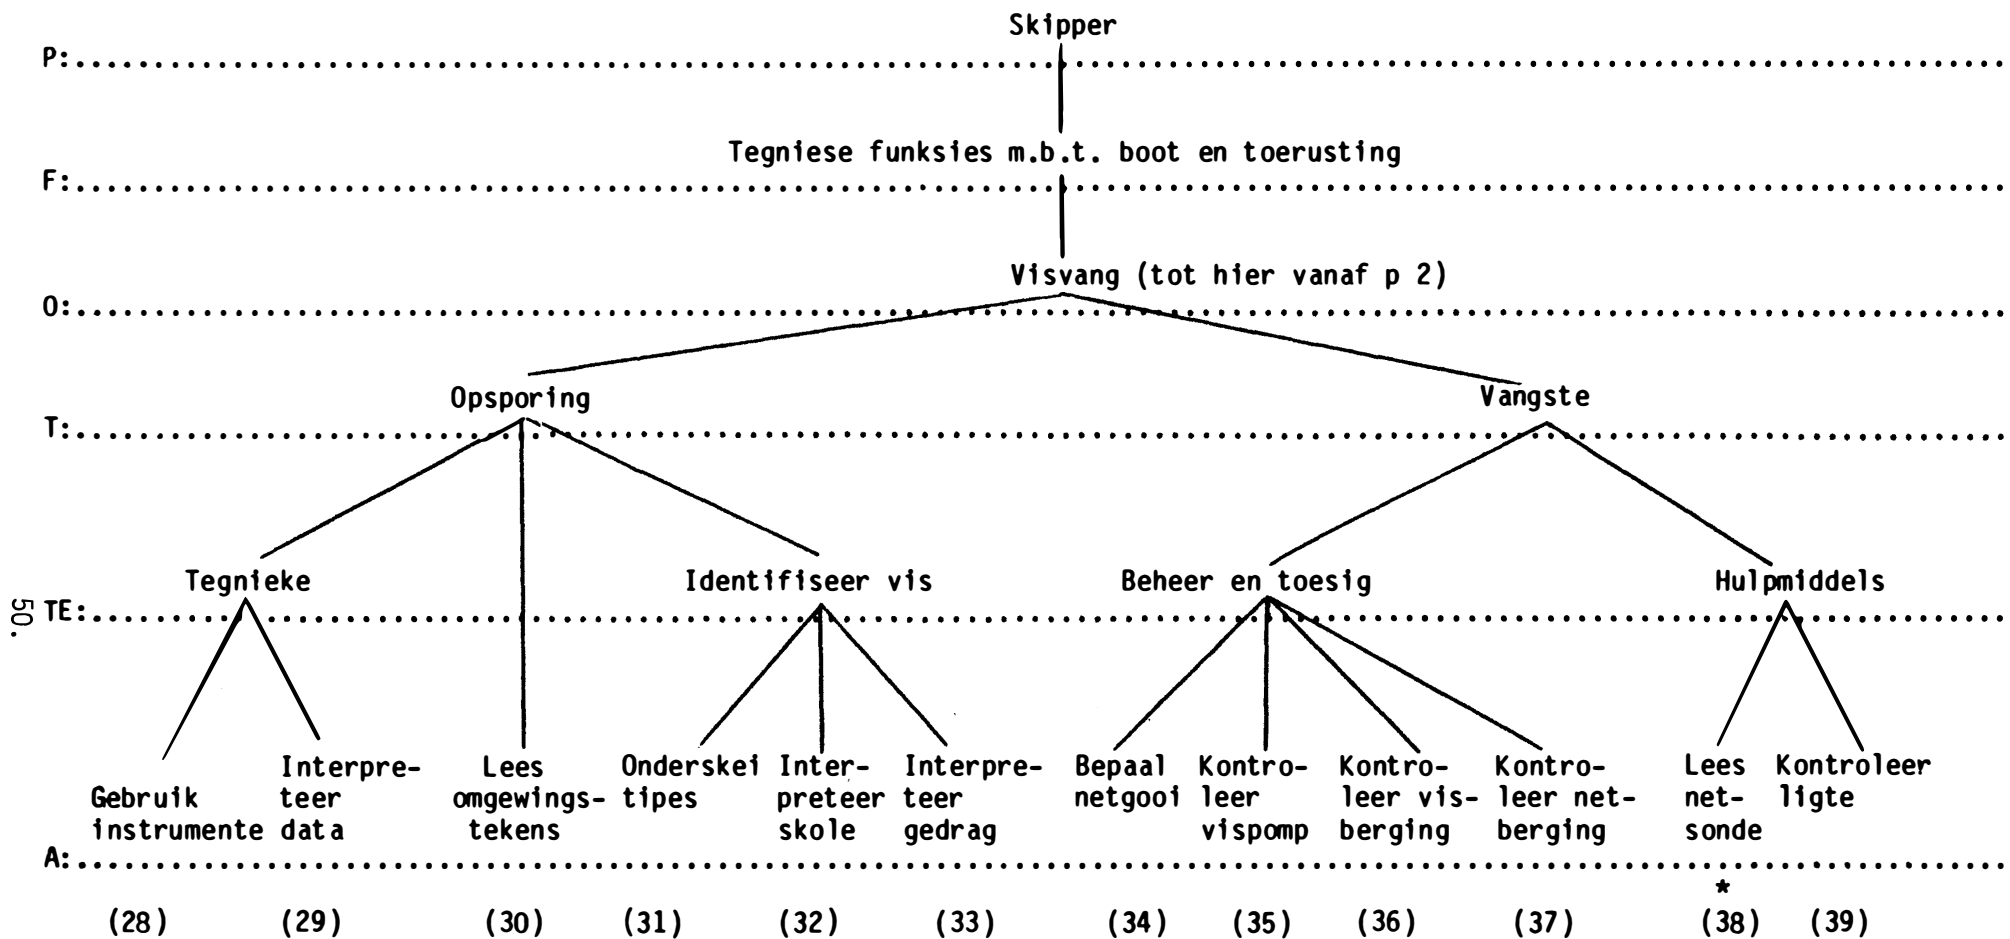 Skipper
P:
Tegniese funksies m.b.t. boot en toerusting
F:
Visvang (tot hier vanaf p 2)
O:
Opsporing Vangste
T:
Tegnieke Identifiseer vis Beheer en toesig Hulpmiddels
TE:
50.
Interpre- Lees Onderskei Inter- Interpre- Bepaal Kontro- Kontro- Kontro- Lees Kontroleer
Gebruik teer omgewings- tipes preteer teer netgooi leer leer vis- leer net- net- ligte
instrumente data tekens skole gedrag vispomp berging berging sonde
A:
*
(28) (29) (30) (31) (32) (33) (34) (35) (36) (37) (38) (39)